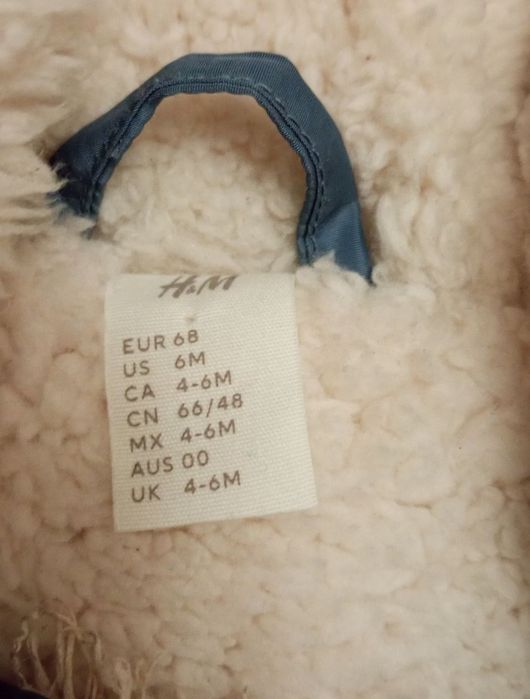 H&M
EUR 68
US 6M
CA 4-6M
CN 66/48
MX 4-6M
AUS 00
UK 4-6M